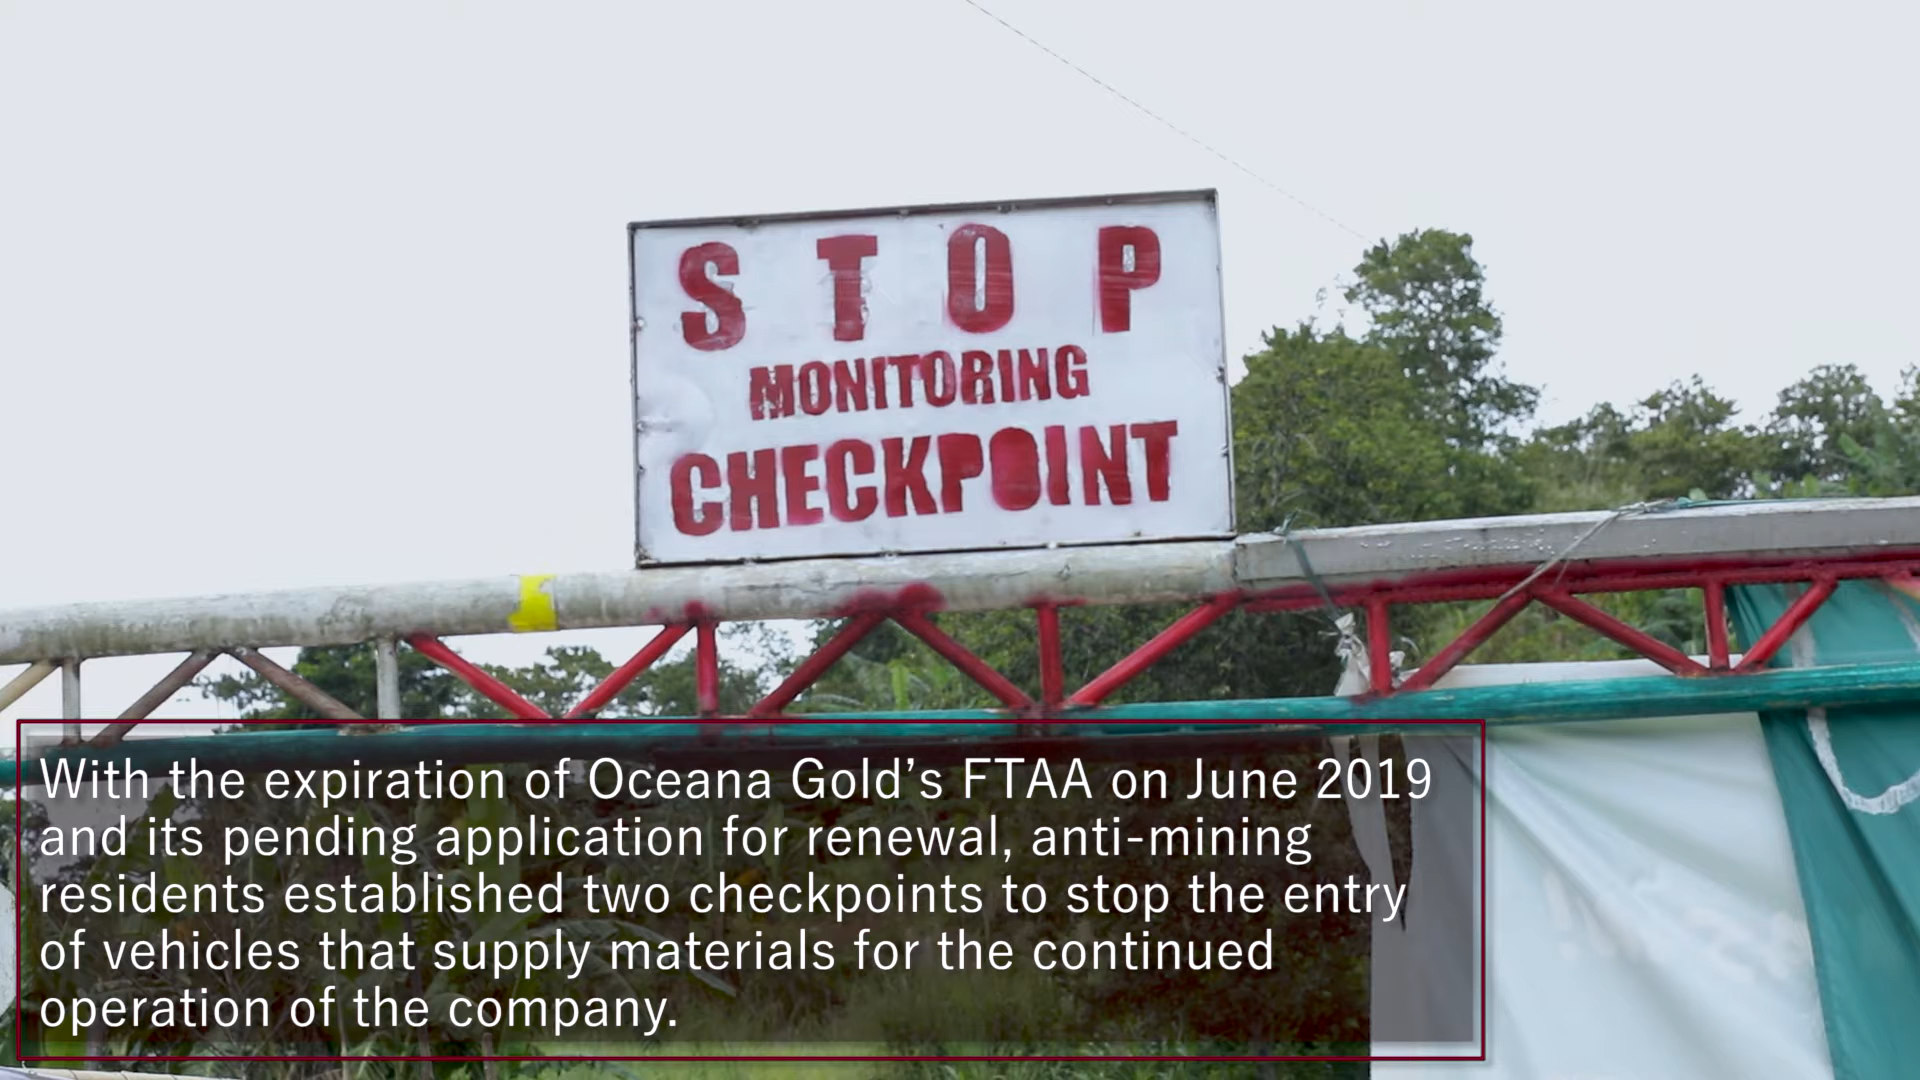 S T O P
MONITORING
CHECKPOINT
With the expiration of Oceana Gold’s FTAA on June 2019
and its pending application for renewal, anti-mining
residents established two checkpoints to stop the entry
of vehicles that supply materials for the continued
operation of the company.